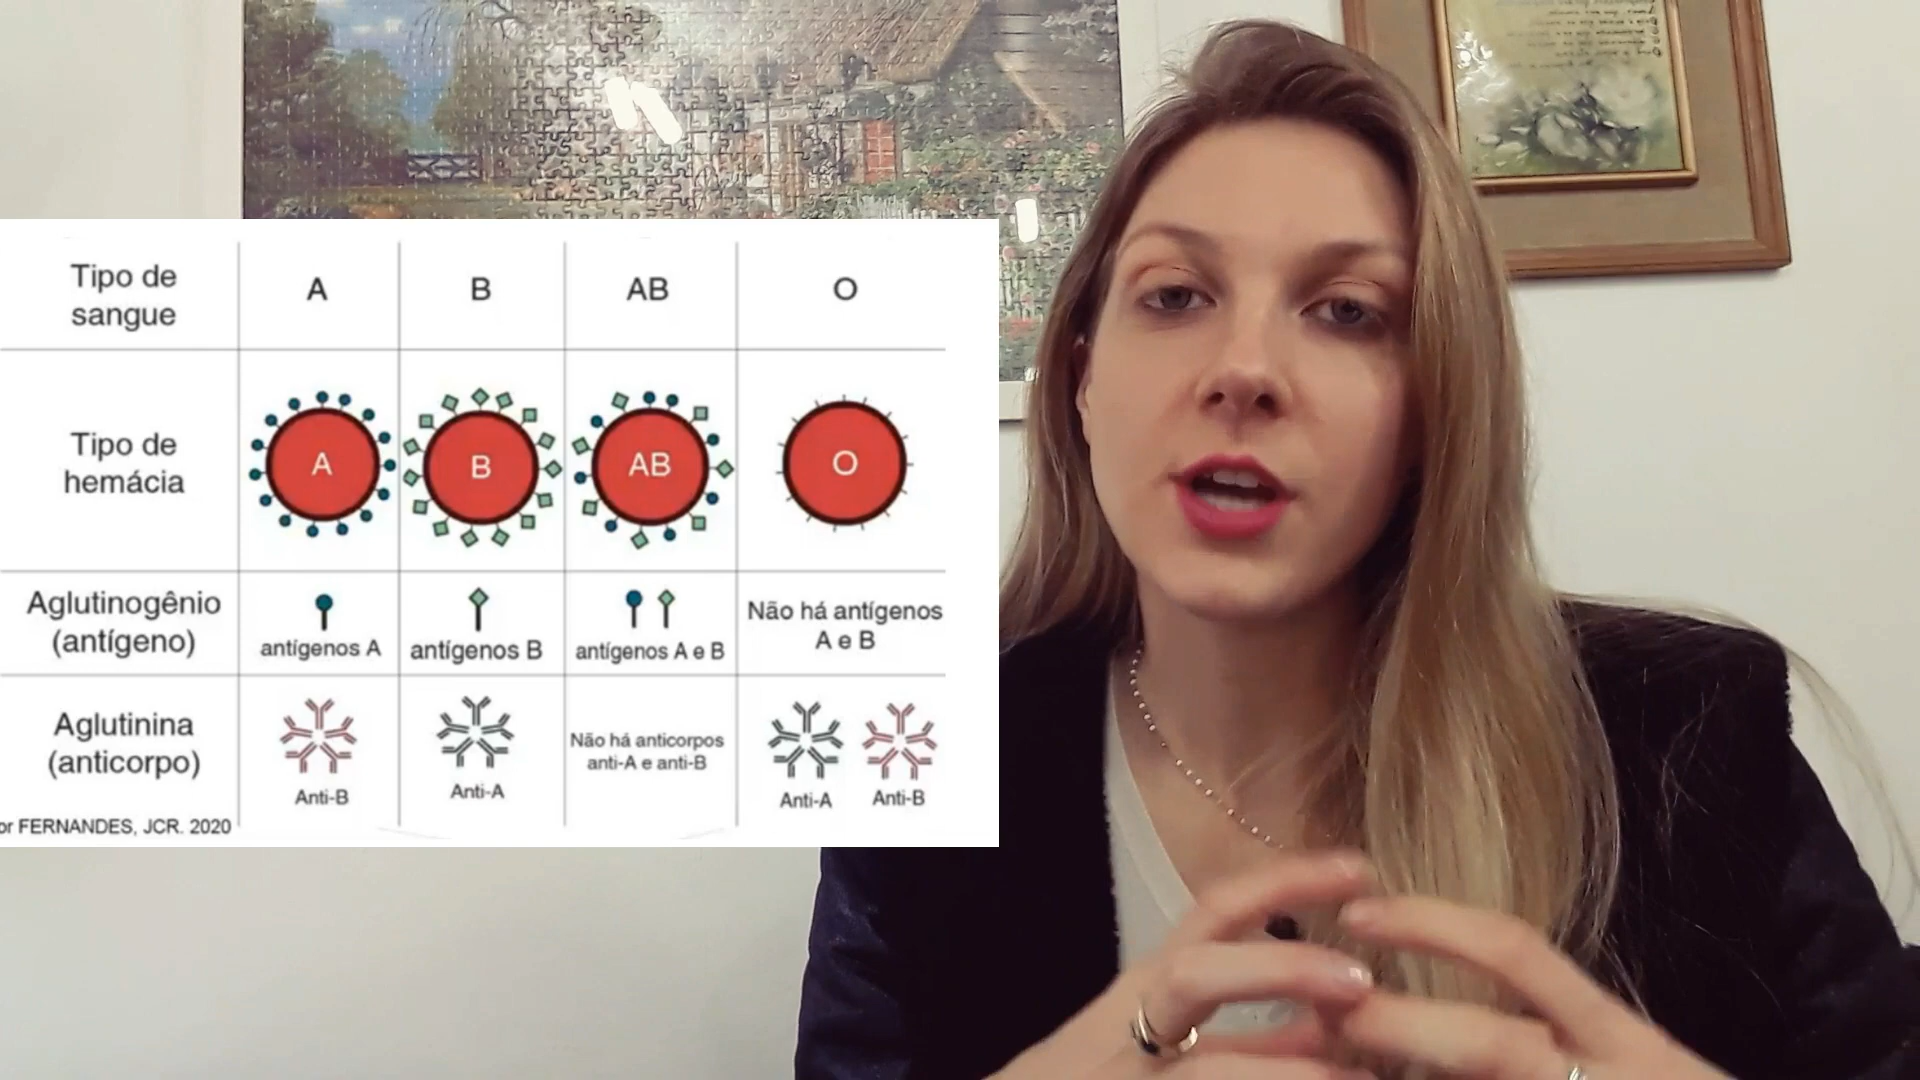 Tipo de
sangue
A
B
AB
O
Tipo de
hemácia
A
B
AB
O
Aglutinogênio
(antígeno)
antígenos A
antígenos B
antígenos A e B
Não há antígenos
A e B
Aglutinina
(anticorpo)
Anti-B
Anti-A
Não há anticorpos
anti-A e anti-B
Anti-A
Anti-B
or FERNANDES, JCR. 2020